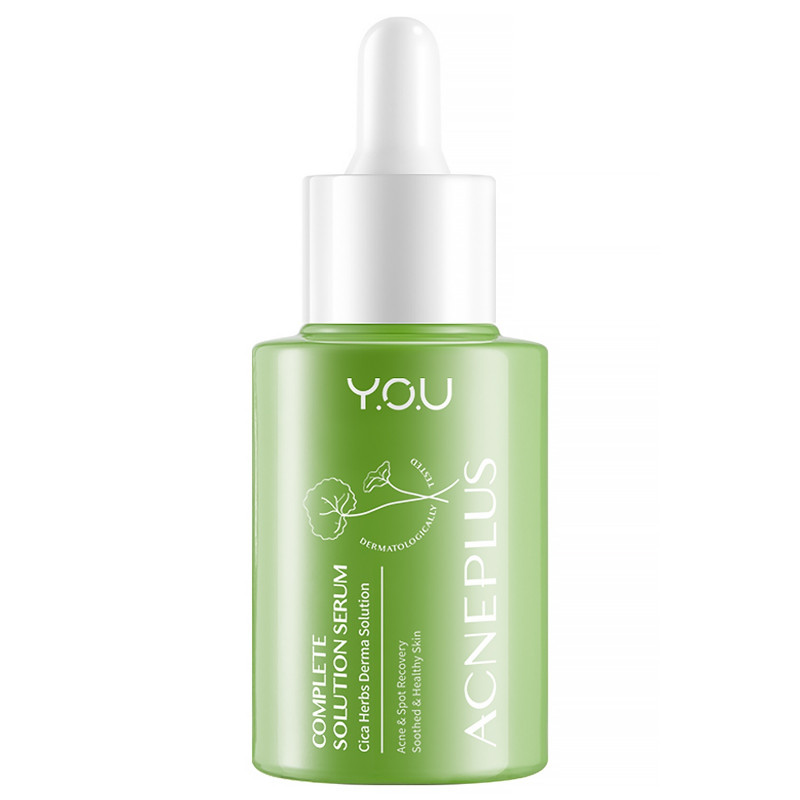 Y.O.U
DERMATOLOGICALLY
TESTED
ACNEPLUS
COMPLETE
SOLUTION SERUM
Cica Herbs Derma Solution
Acne & Spot Recovery
Soothed & Healthy Skin